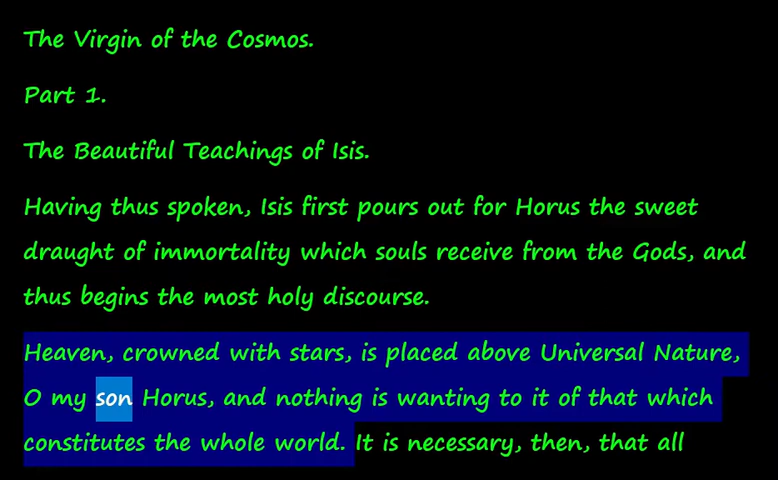 The Virgin of the Cosmos.
Part 1.
The Beautiful Teachings of Isis.
Having thus spoken, Isis first pours out for Horus the sweet
draught of immortality which souls receive from the Gods, and
thus begins the most holy discourse.
Heaven, crowned with stars, is placed above Universal Nature,
O my son Horus, and nothing is wanting to it of that which
constitutes the whole world. It is necessary, then, that all